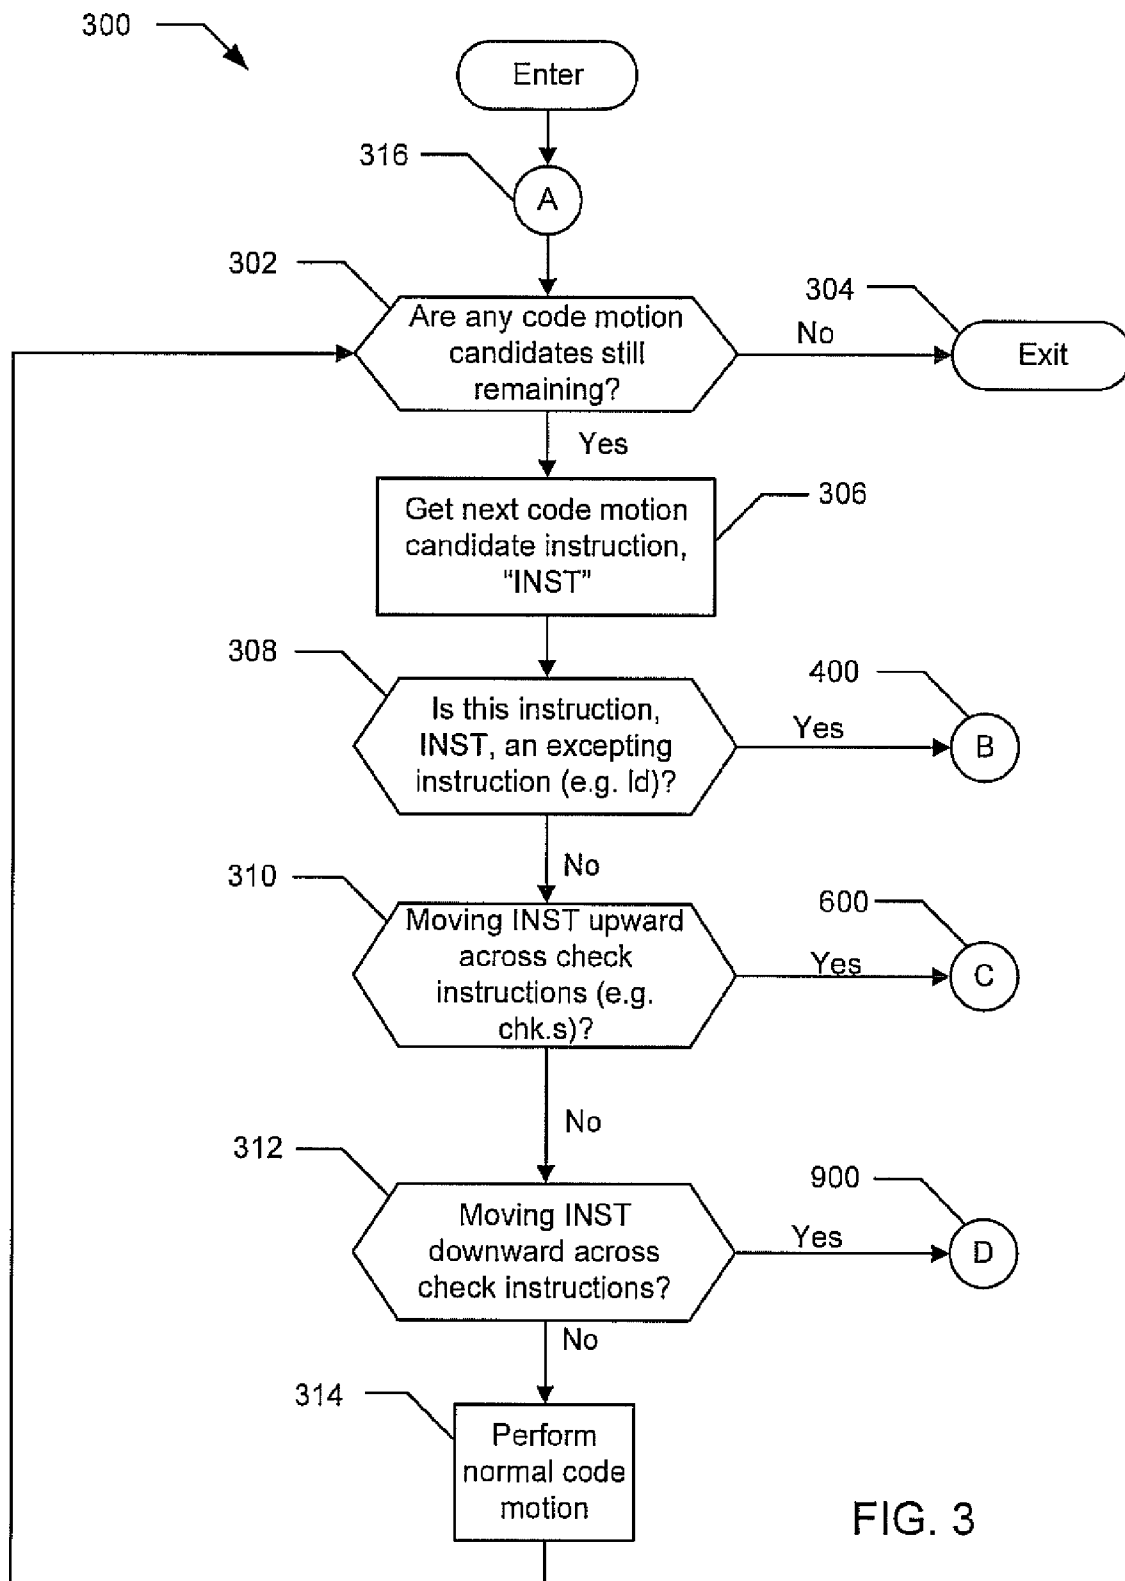 300
Enter
316
A
302
Are any code motion
candidates still
remaining?
304
No
Exit
Yes
Get next code motion
candidate instruction,
“INST”
306
308
Is this instruction,
INST, an excepting
instruction (e.g. ld)?
400
Yes
B
No
310
Moving INST upward
across check
instructions (e.g.
chk.s)?
600
Yes
C
No
312
Moving INST
downward across
check instructions?
900
Yes
D
No
314
Perform
normal code
motion
FIG. 3